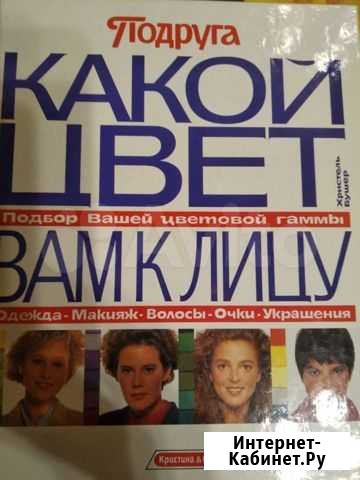 Подруга
КАКОЙ
ЦВЕТ
Христель Бушер
Подбор Вашей цветовой гаммы
ВАМ К ЛИЦУ
Одежда - Макияж - Волосы - Очки - Украшения
Кристина &
Интернет-
Кабинет.Ру